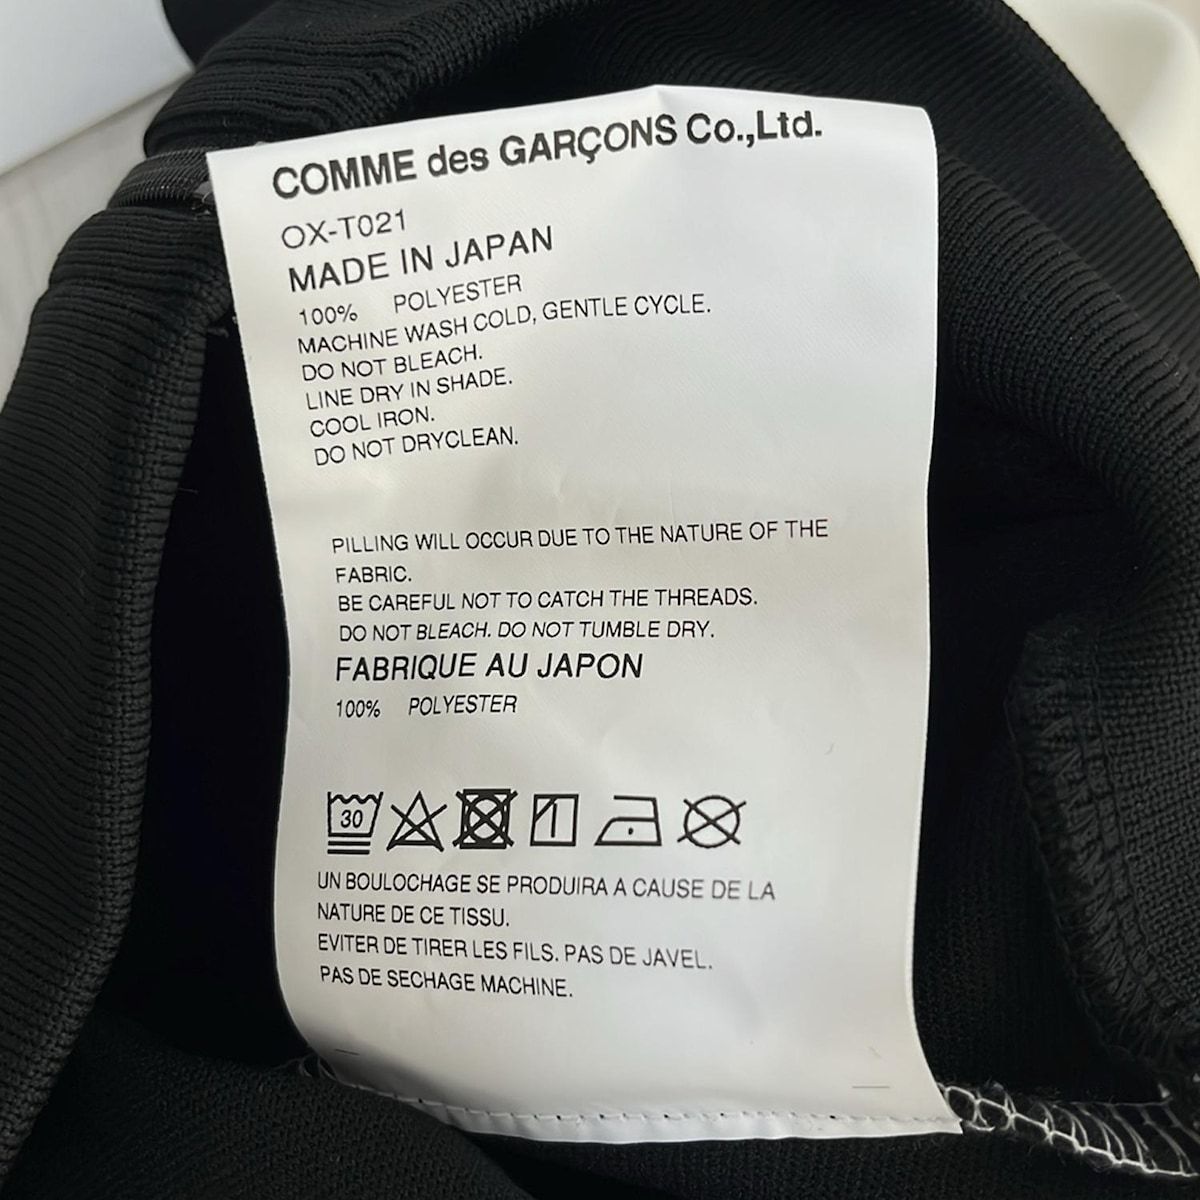 COMME des GARÇONS Co.,Ltd.
OX-T021
MADE IN JAPAN
100% POLYESTER
MACHINE WASH COLD, GENTLE CYCLE.
DO NOT BLEACH.
LINE DRY IN SHADE.
COOL IRON.
DO NOT DRYCLEAN.
PILLING WILL OCCUR DUE TO THE NATURE OF THE
FABRIC.
BE CAREFUL NOT TO CATCH THE THREADS.
DO NOT BLEACH. DO NOT TUMBLE DRY.
FABRIQUE AU JAPON
100% POLYESTER
30
UN BOULOCHAGE SE PRODUIRA A CAUSE DE LA
NATURE DE CE TISSU.
EVITER DE TIRER LES FILS. PAS DE JAVEL.
PAS DE SECHAGE MACHINE.